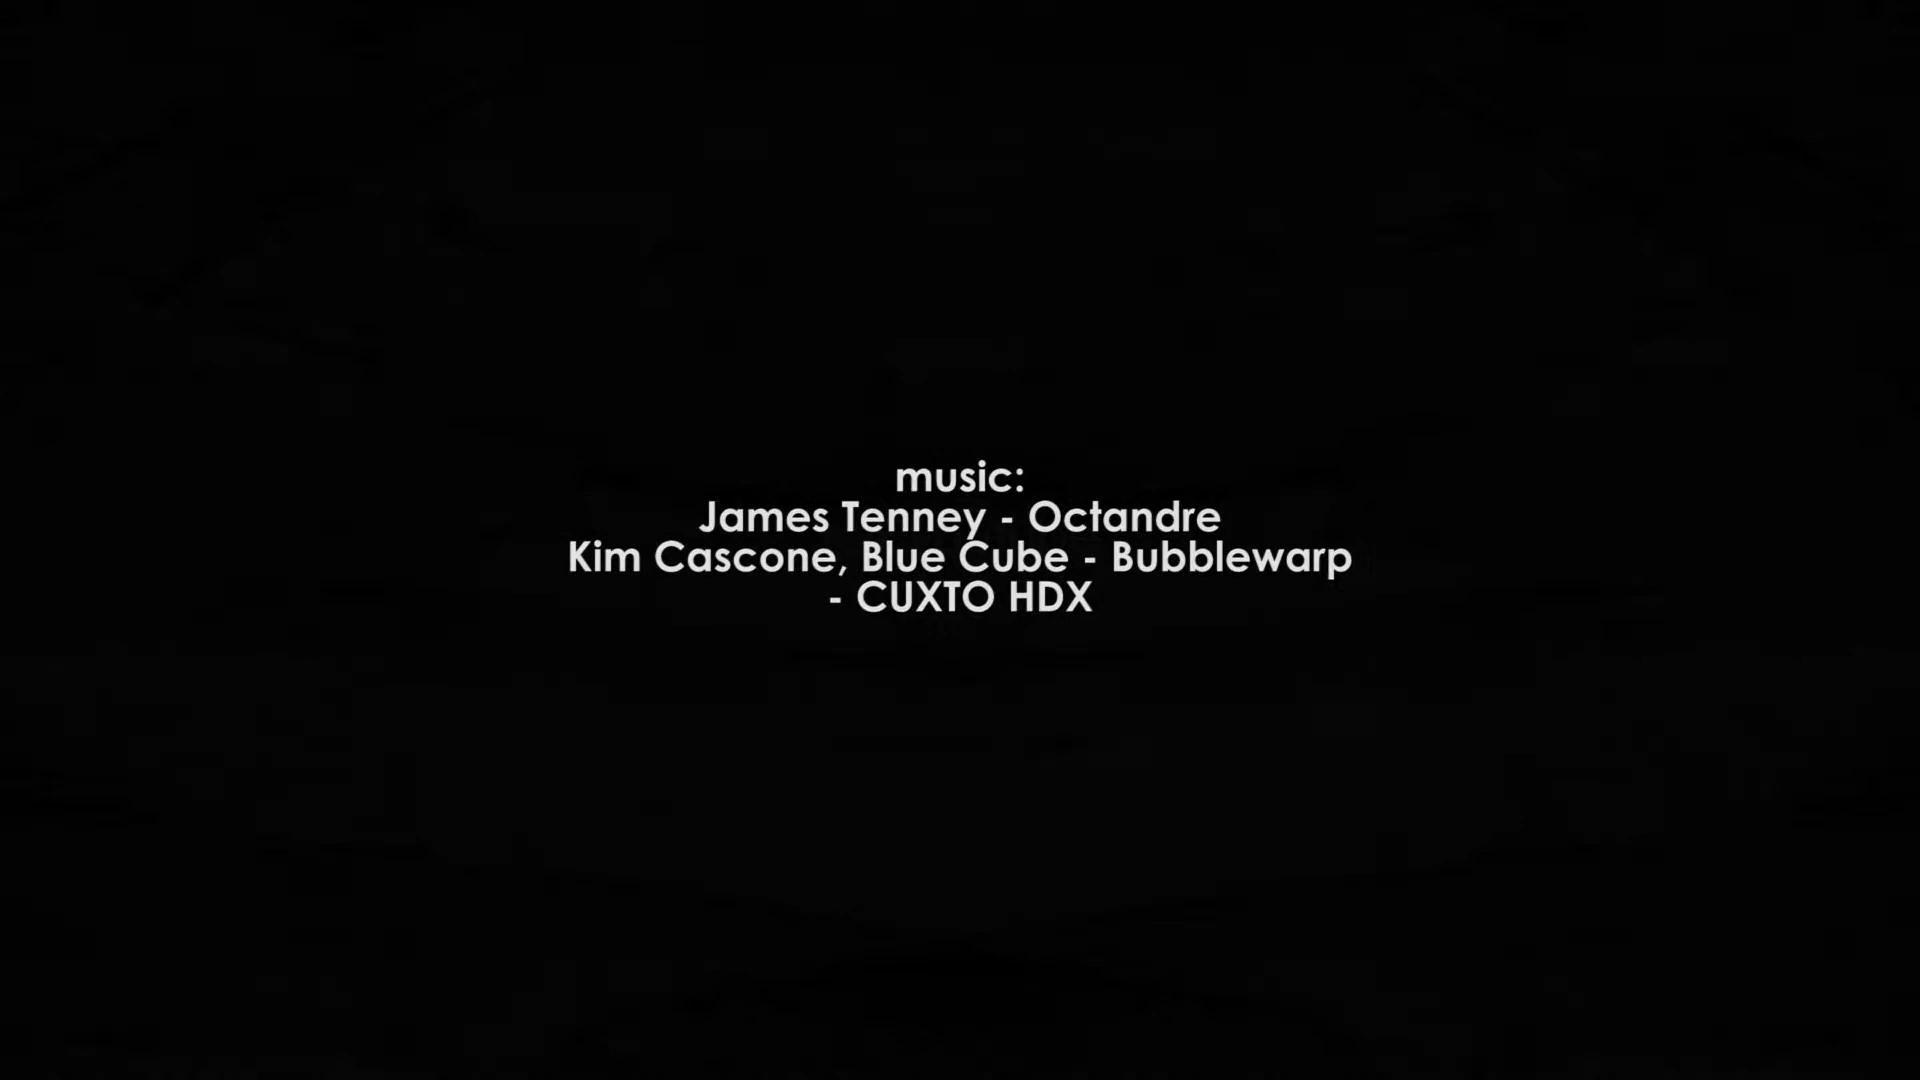 music:
James Tenney - Octandre
Kim Cascone, Blue Cube - Bubblewarp
- CUXTO HDX